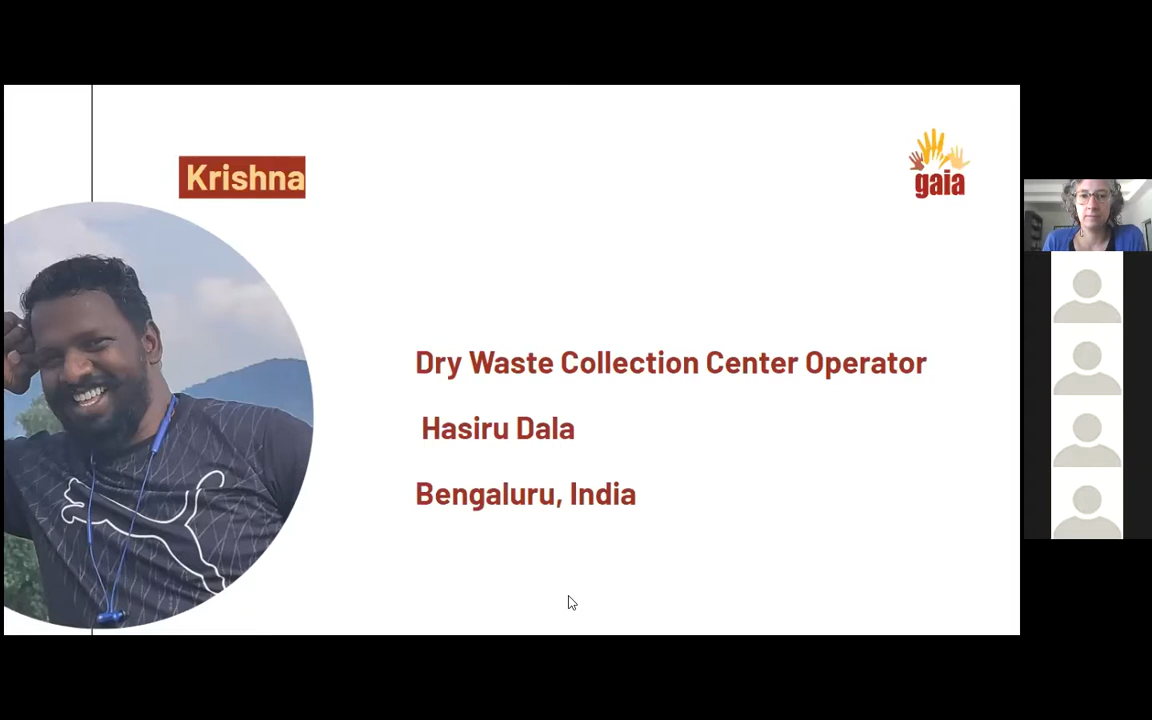 Krishna
gaia
Dry Waste Collection Center Operator
Hasiru Dala
Bengaluru, India